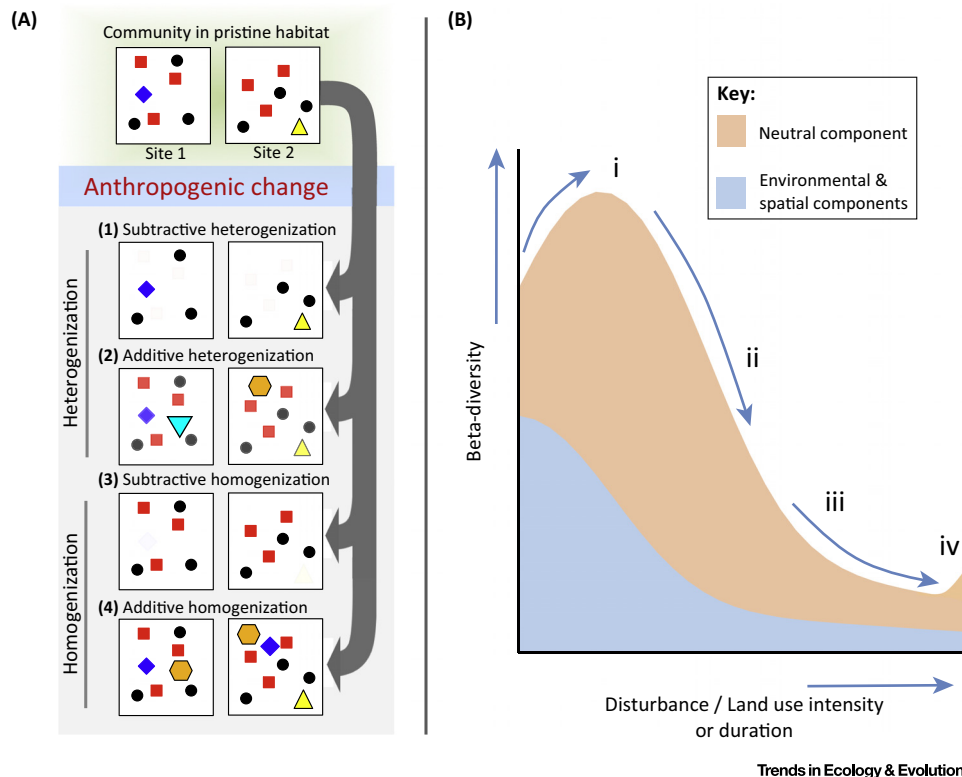 (A)
Community in pristine habitat
Site 1
Site 2
Anthropogenic change
(1) Subtractive heterogenization
(2) Additive heterogenization
Heterogenization
(3) Subtractive homogenization
(4) Additive homogenization
Homogenization
(B)
Key:
Neutral component
Environmental &
spatial components
i
ii
iii
iv
Beta-diversity
Disturbance / Land use intensity
or duration
Trends in Ecology & Evolution